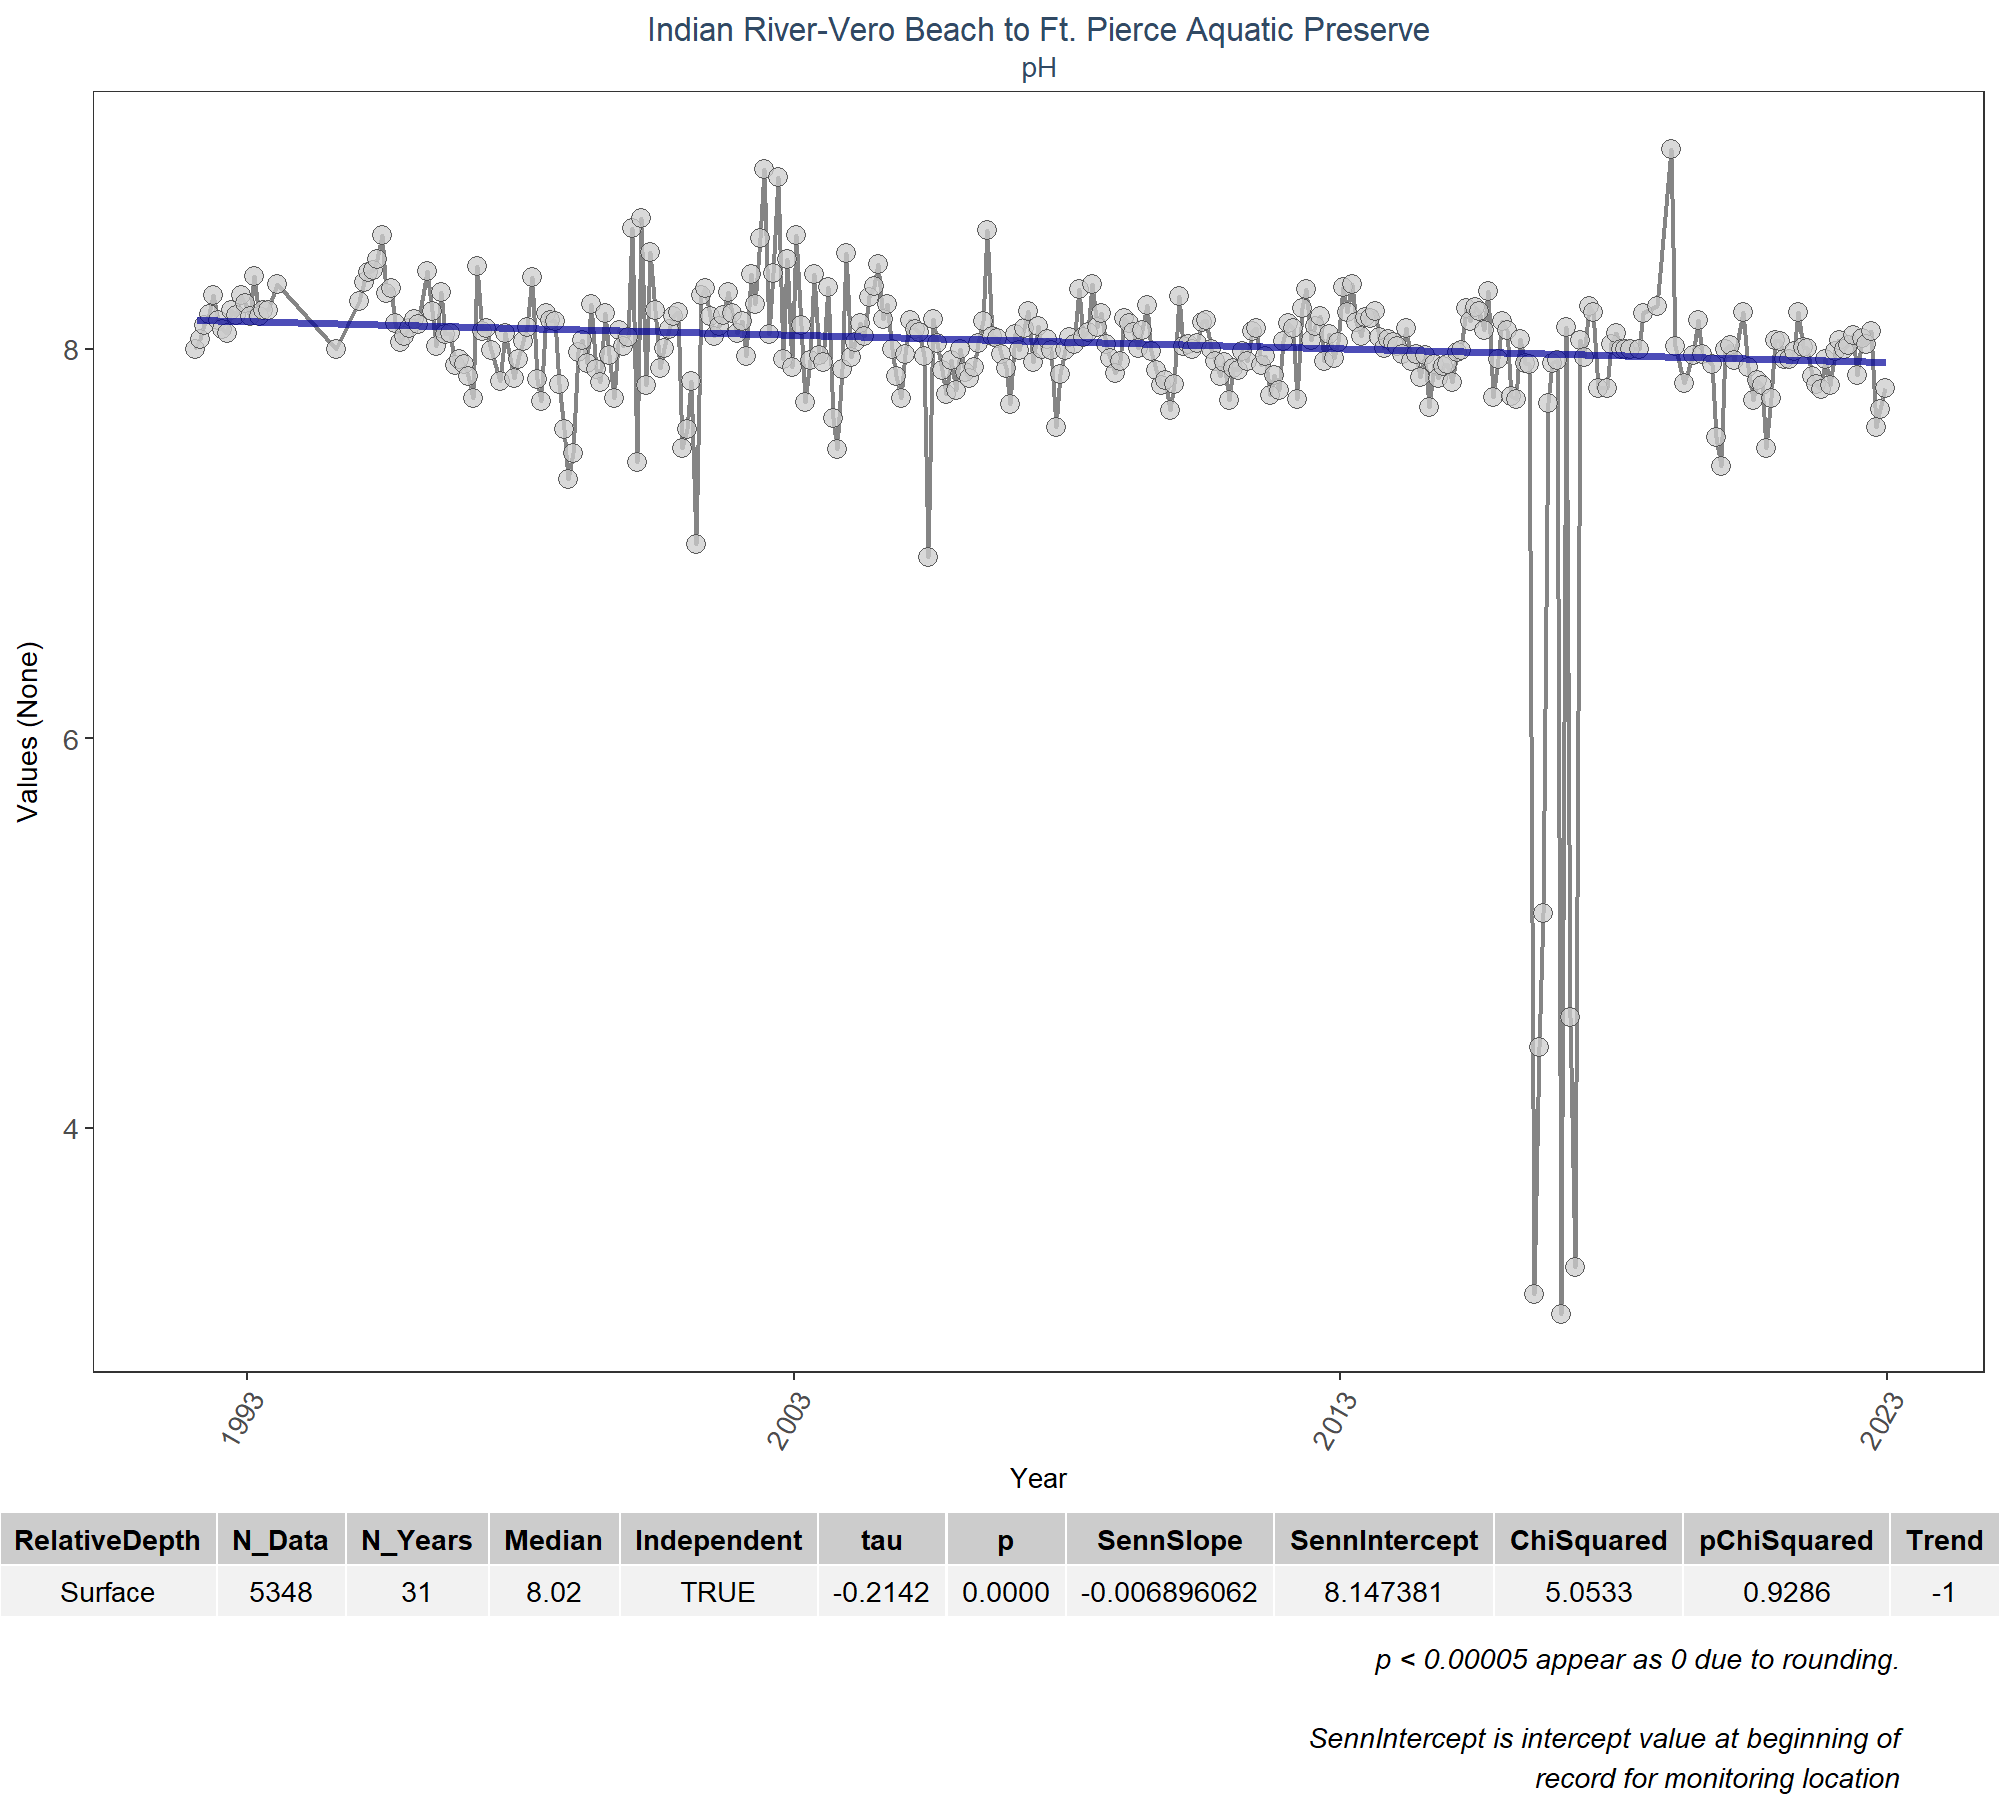 Indian River-Vero Beach to Ft. Pierce Aquatic Preserve
pH
Values (None)
8
6
4
1993
2003
2013
2023
Year
RelativeDepth N_Data N_Years Median Independent tau p SennSlope SennIntercept ChiSquared pChiSquared Trend
Surface 5348 31 8.02 TRUE -0.2142 0.0000 -0.006896062 8.147381 5.0533 0.9286 -1
p < 0.00005 appear as 0 due to rounding.
SennIntercept is intercept value at beginning of
record for monitoring location